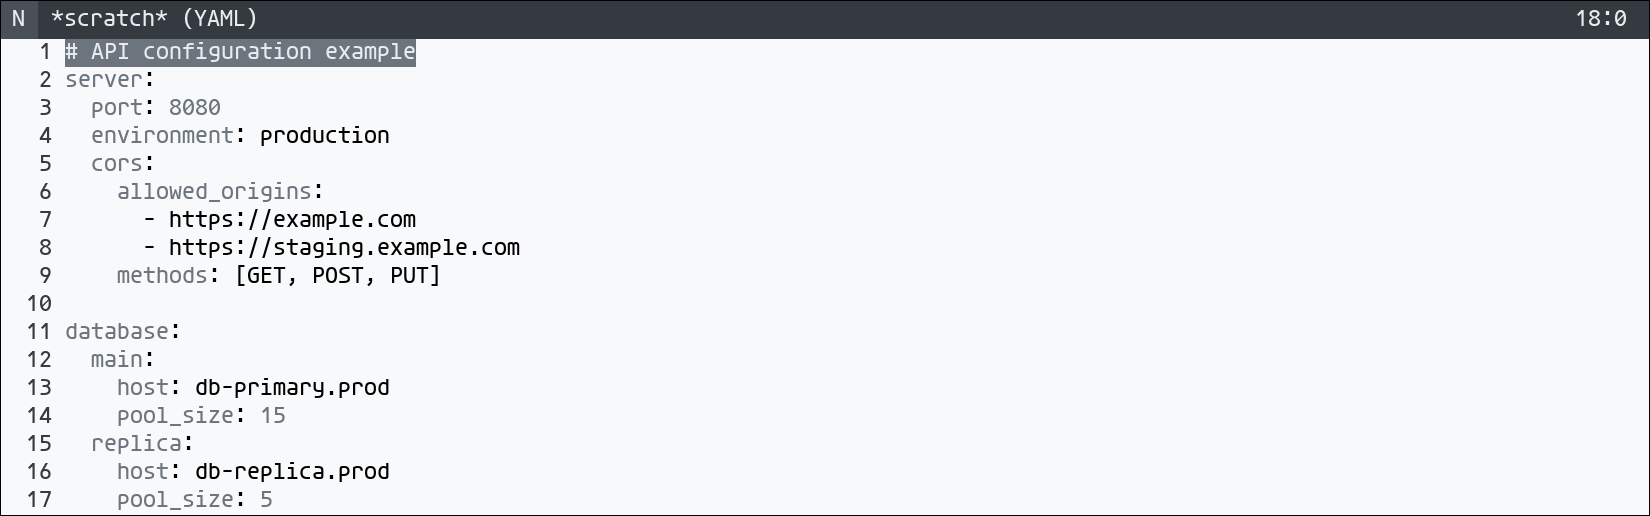 N *scratch* (YAML) 18:0
1 # API configuration example
2 server:
3   port: 8080
4   environment: production
5   cors:
6     allowed_origins:
7       - https://example.com
8       - https://staging.example.com
9     methods: [GET, POST, PUT]
10
11 database:
12   main:
13     host: db-primary.prod
14     pool_size: 15
15   replica:
16     host: db-replica.prod
17     pool_size: 5